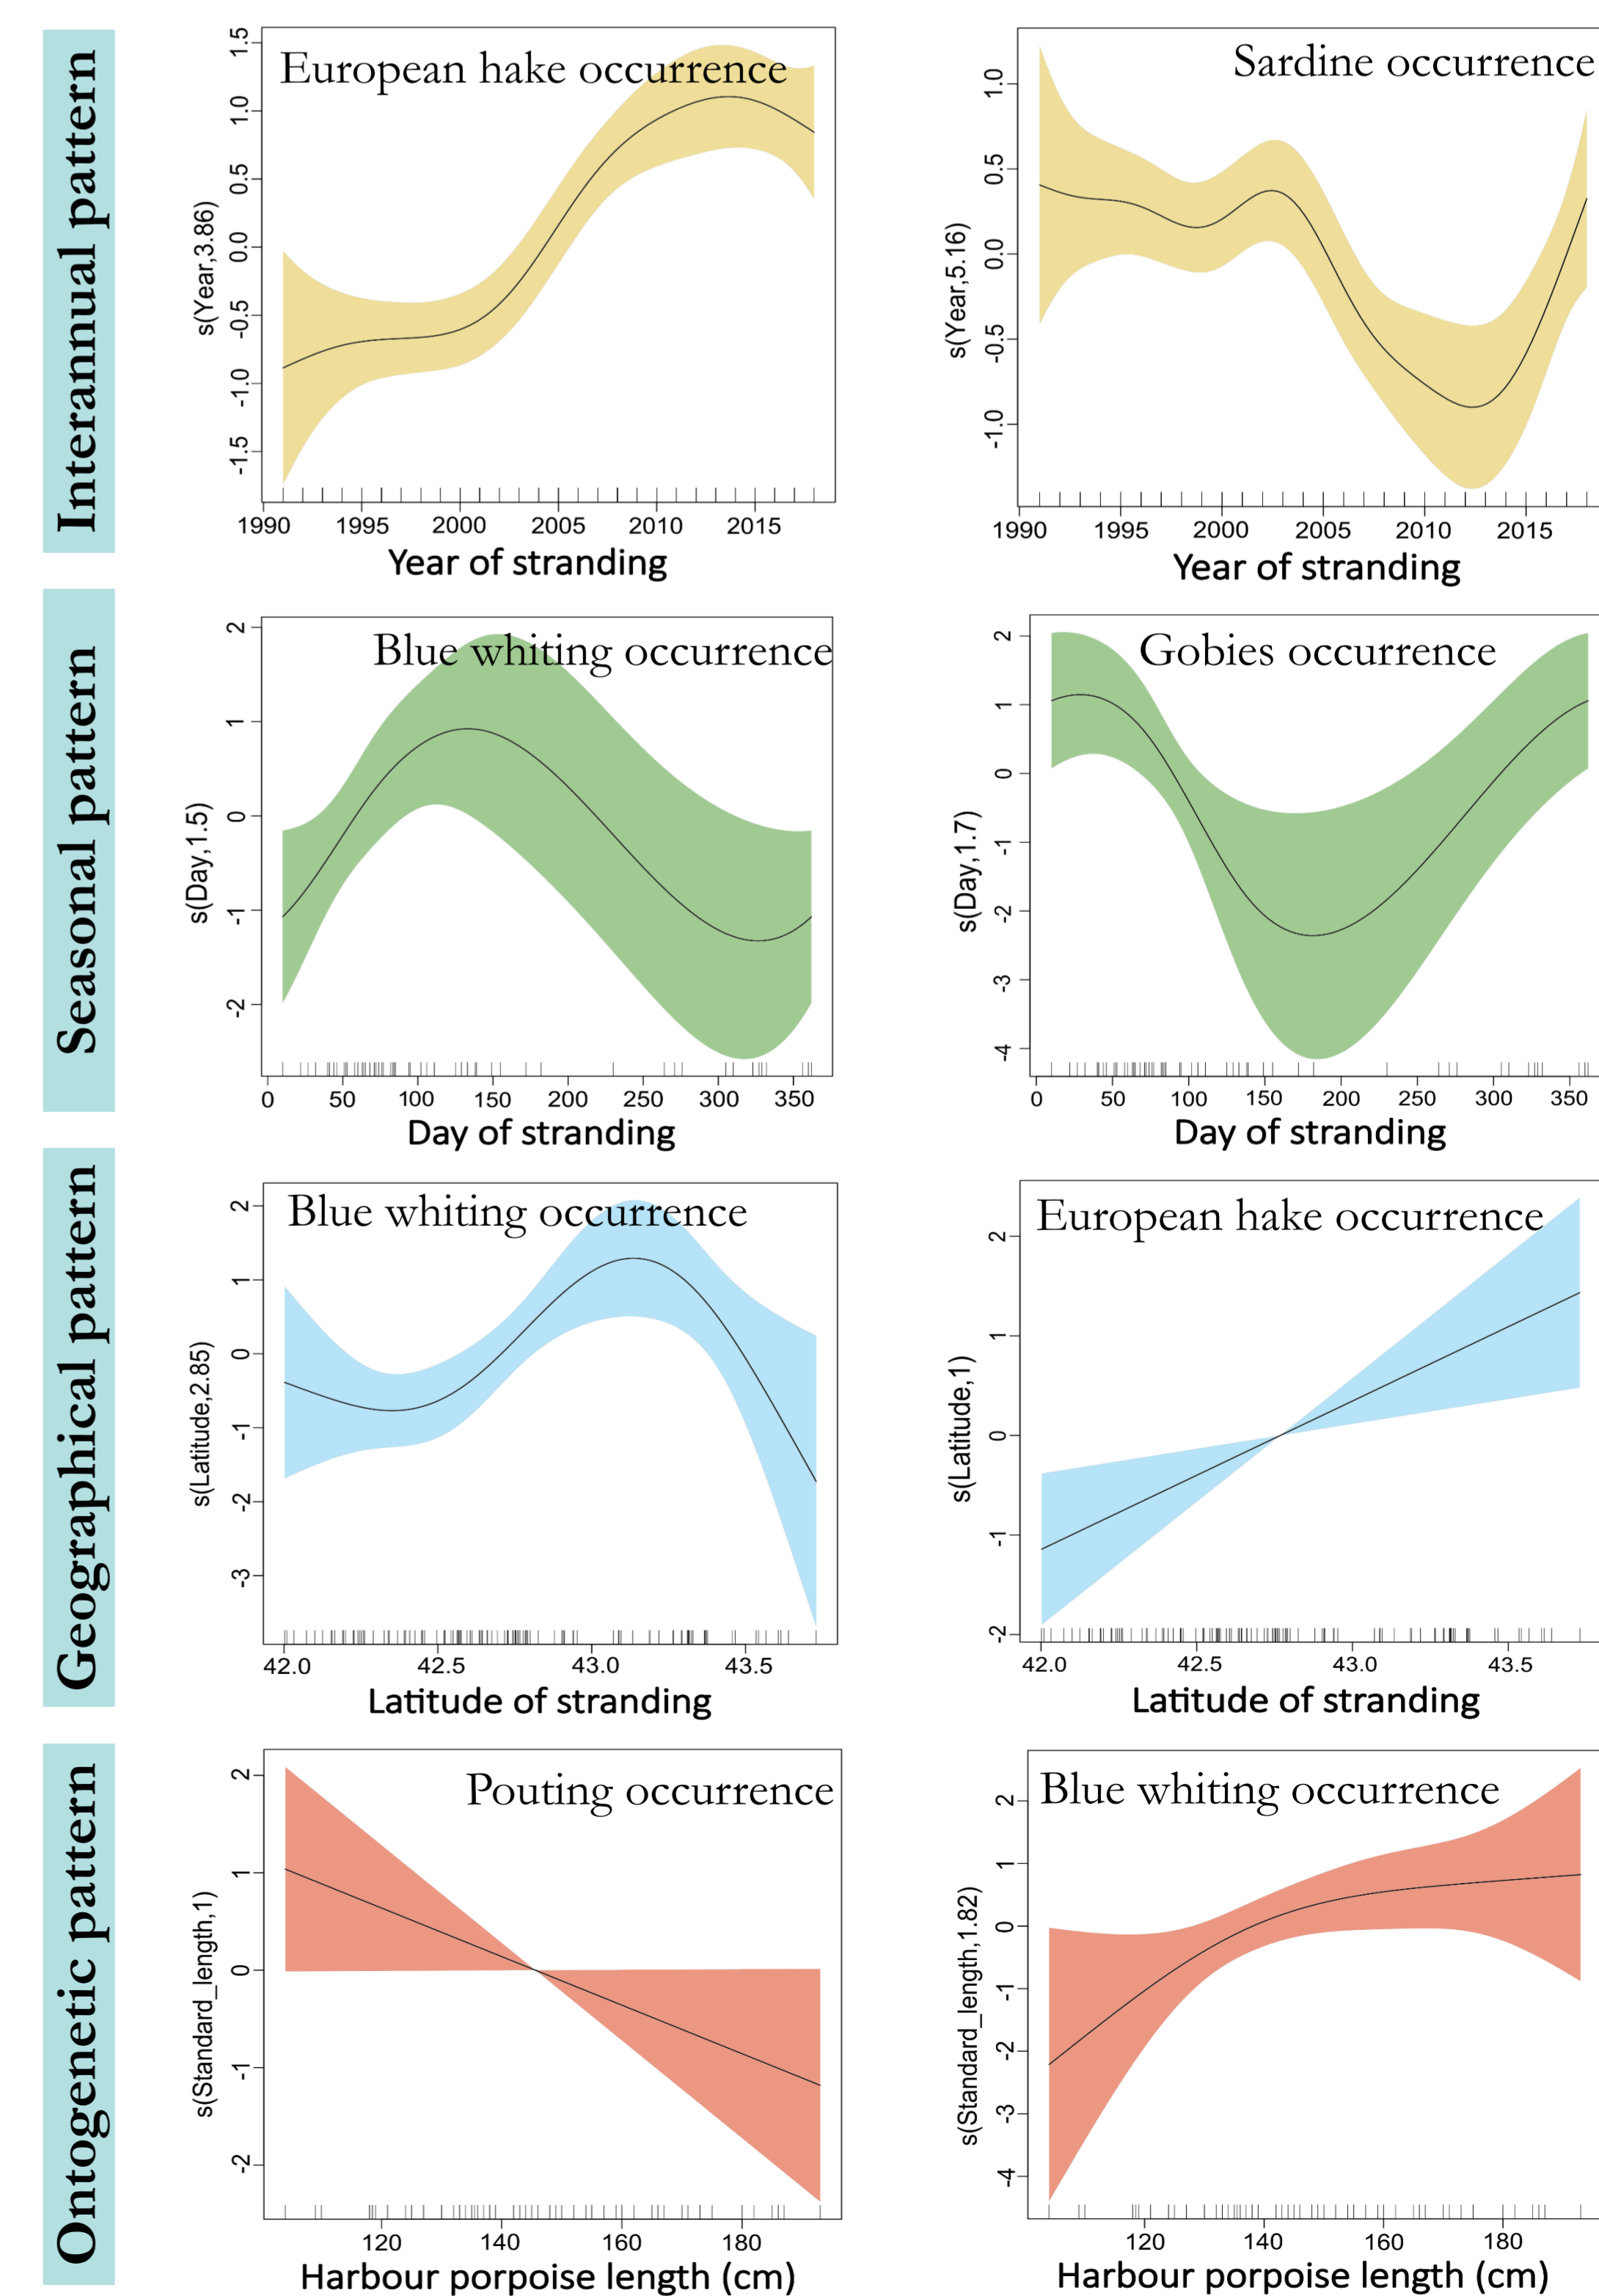 Interannual pattern
European hake occurrence
s(Year,3.86)
1.5
1.0
0.5
0.0
-0.5
-1.0
-1.5
1990 1995 2000 2005 2010 2015
Year of stranding
Sardine occurrence
s(Year,5.16)
1.0
0.5
0.0
-0.5
-1.0
1990 1995 2000 2005 2010 2015
Year of stranding
Seasonal pattern
Blue whiting occurrence
s(Day,1.5)
2
1
0
-1
-2
0 50 100 150 200 250 300 350
Day of stranding
Gobies occurrence
s(Day,1.7)
2
1
0
-1
-2
-3
-4
0 50 100 150 200 250 300 350
Day of stranding
Geographical pattern
Blue whiting occurrence
s(Latitude,2.85)
2
1
0
-1
-2
-3
42.0 42.5 43.0 43.5
Latitude of stranding
European hake occurrence
s(Latitude,1)
2
1
0
-1
-2
42.0 42.5 43.0 43.5
Latitude of stranding
Ontogenetic pattern
Pouting occurrence
s(Standard_length,1)
2
1
0
-1
-2
120 140 160 180
Harbour porpoise length (cm)
Blue whiting occurrence
s(Standard_length,1.82)
2
1
0
-1
-2
-3
-4
120 140 160 180
Harbour porpoise length (cm)